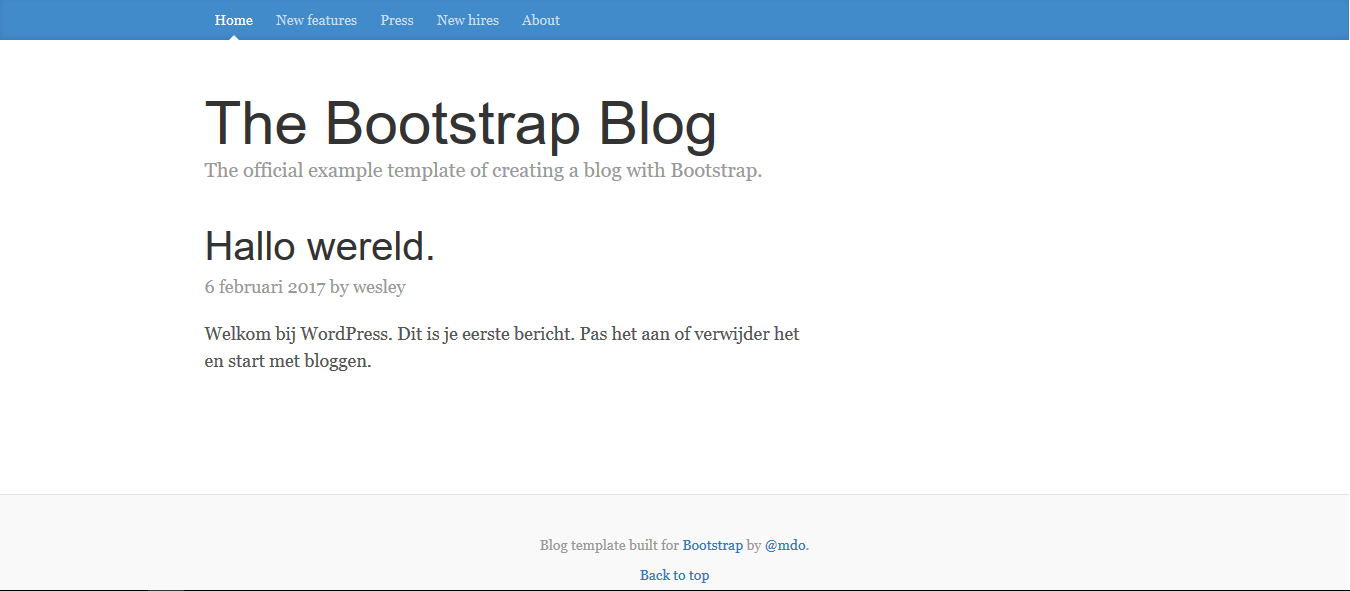 Home New features Press New hires About
The Bootstrap Blog
The official example template of creating a blog with Bootstrap.
Hallo wereld.
6 februari 2017 by wesley
Welkom bij WordPress. Dit is je eerste bericht. Pas het aan of verwijder het
en start met bloggen.
Blog template built for Bootstrap by @mdo.
Back to top